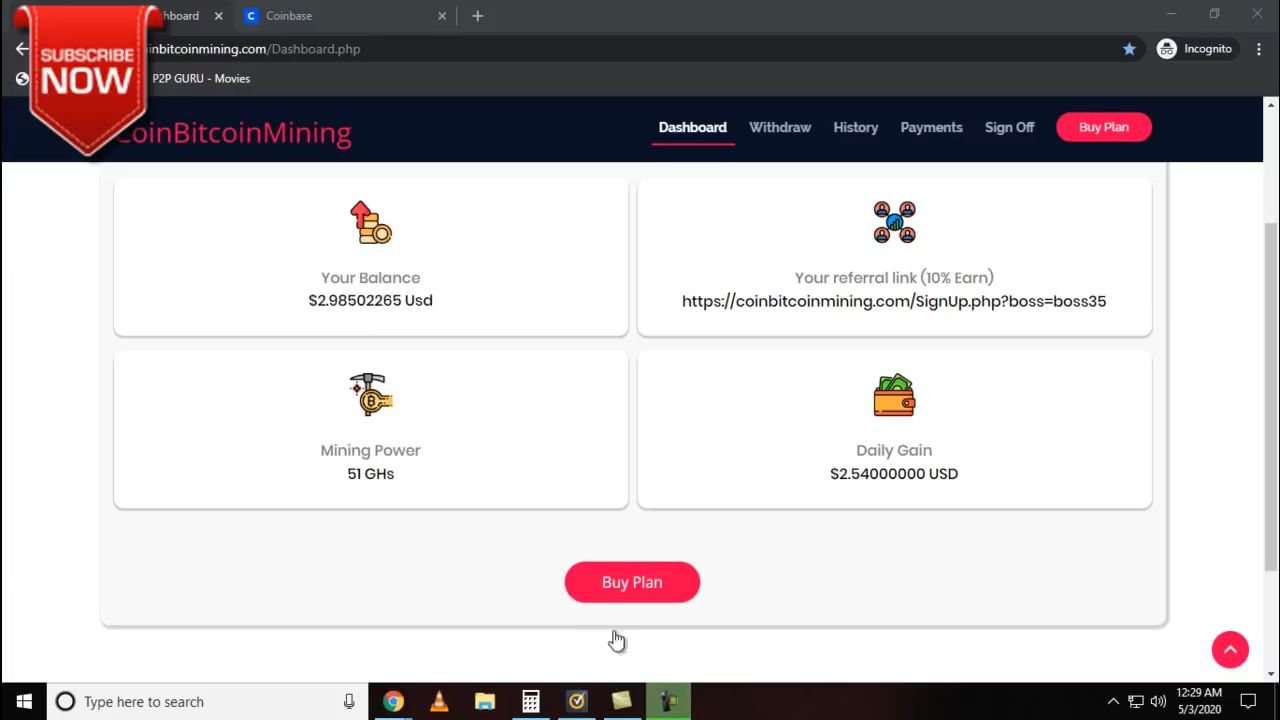 SUBSCRIBE
NOW
hboard
Coinbase
inbitcoinmining.com/Dashboard.php
Incognito
P2P GURU - Movies
CoinBitcoinMining
Dashboard
Withdraw
History
Payments
Sign Off
Buy Plan
Your Balance
$2.98502265 Usd
Your referral link (10% Earn)
https://coinbitcoinmining.com/SignUp.php?boss=boss35
Mining Power
51 GHs
Daily Gain
$2.54000000 USD
Buy Plan
Type here to search
12:29 AM
5/3/2020